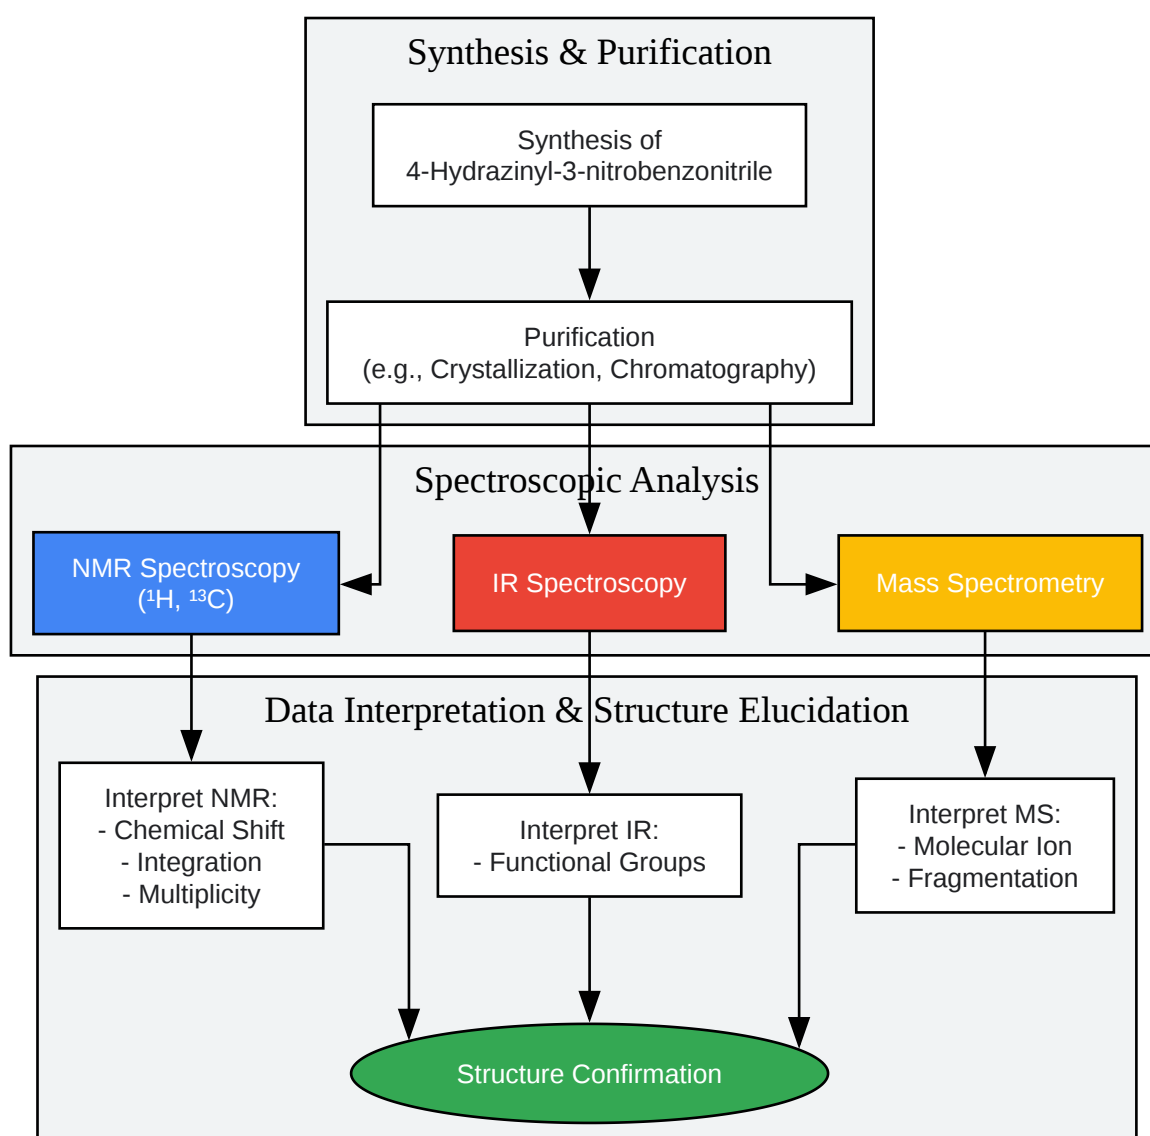 Synthesis & Purification
Synthesis of
4-Hydrazinyl-3-nitrobenzonitrile
Purification
(e.g., Crystallization, Chromatography)
Spectroscopic Analysis
NMR Spectroscopy
(¹H, ¹³C)
IR Spectroscopy
Mass Spectrometry
Data Interpretation & Structure Elucidation
Interpret NMR:
- Chemical Shift
- Integration
- Multiplicity
Interpret IR:
- Functional Groups
Interpret MS:
- Molecular Ion
- Fragmentation
Structure Confirmation